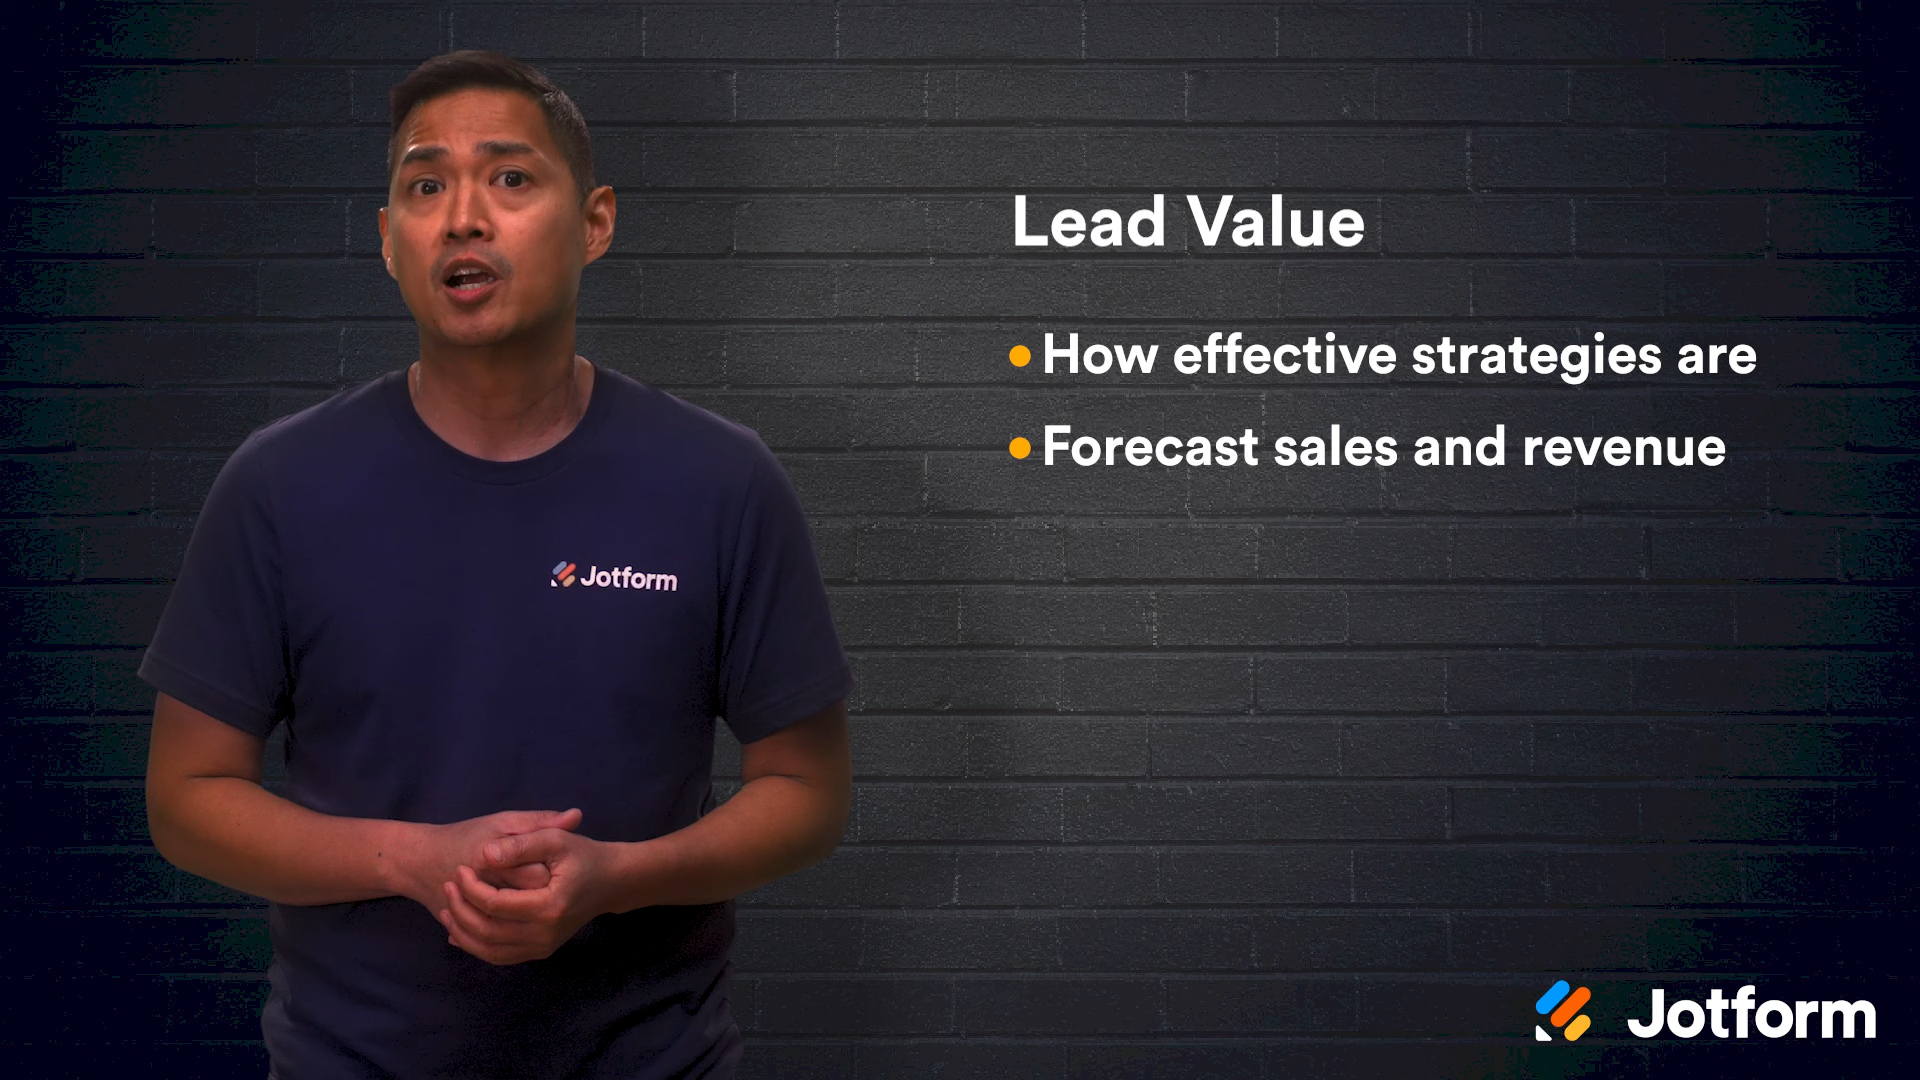 Lead Value
How effective strategies are
Forecast sales and revenue
Jotform
Jotform